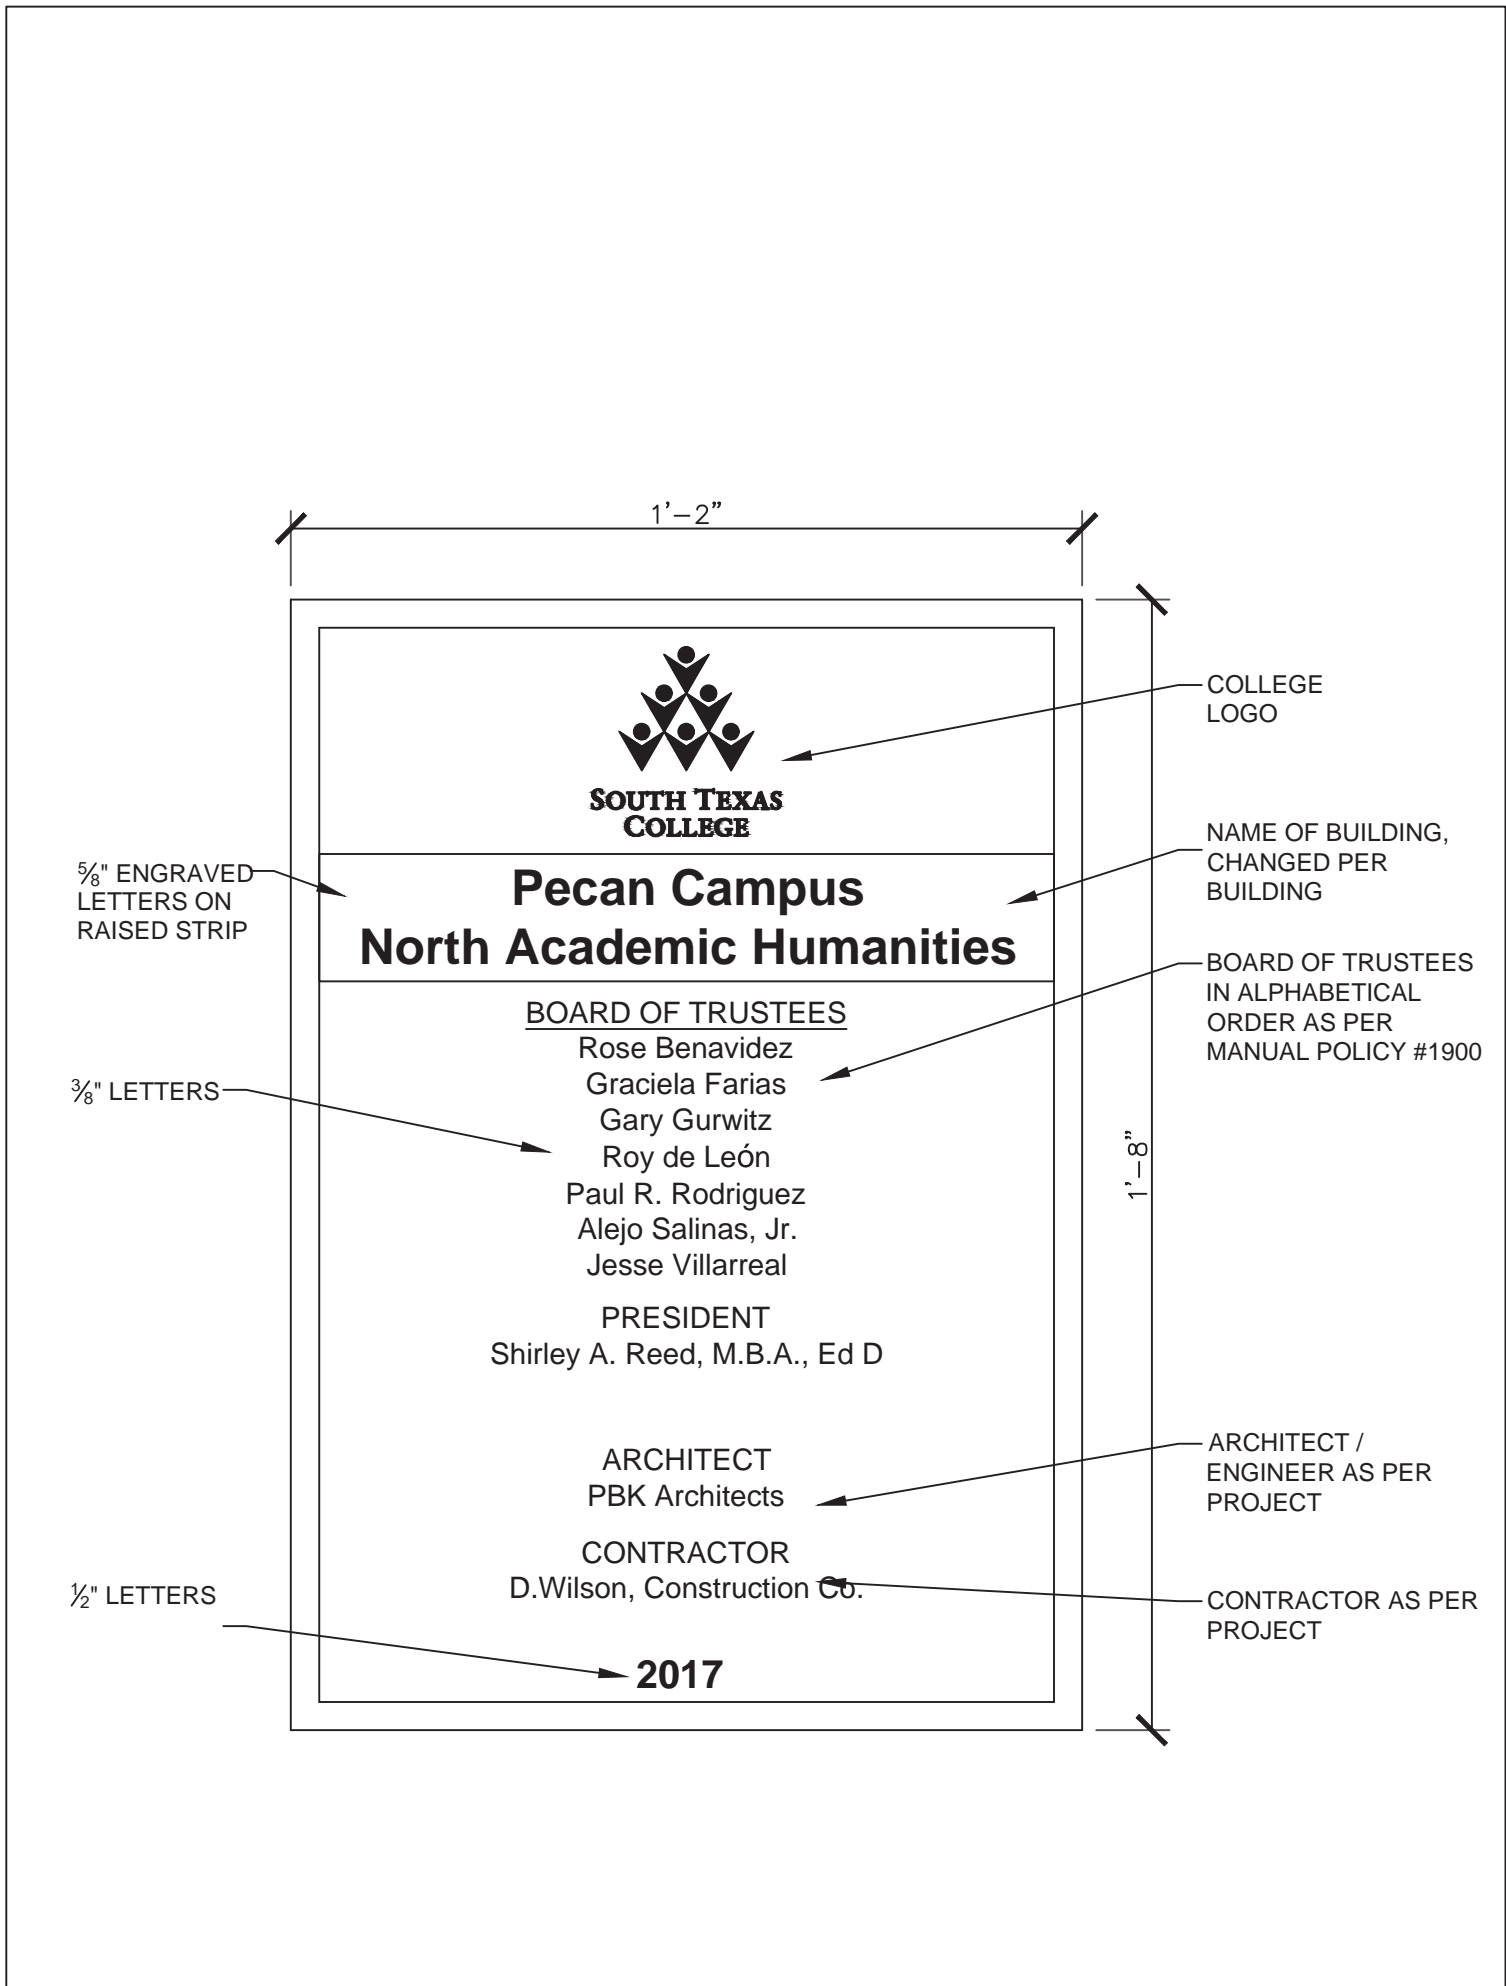 1’–2”
SOUTH TEXAS
COLLEGE
COLLEGE
LOGO
Pecan Campus
North Academic Humanities
⅝" ENGRAVED
LETTERS ON
RAISED STRIP
NAME OF BUILDING,
CHANGED PER
BUILDING
BOARD OF TRUSTEES
Rose Benavidez
Graciela Farias
Gary Gurwitz
Roy de León
Paul R. Rodriguez
Alejo Salinas, Jr.
Jesse Villarreal
BOARD OF TRUSTEES
IN ALPHABETICAL
ORDER AS PER
MANUAL POLICY #1900
⅜" LETTERS
1’–8”
PRESIDENT
Shirley A. Reed, M.B.A., Ed D
ARCHITECT
PBK Architects
ARCHITECT /
ENGINEER AS PER
PROJECT
CONTRACTOR
D.Wilson, Construction Co.
CONTRACTOR AS PER
PROJECT
½" LETTERS
2017